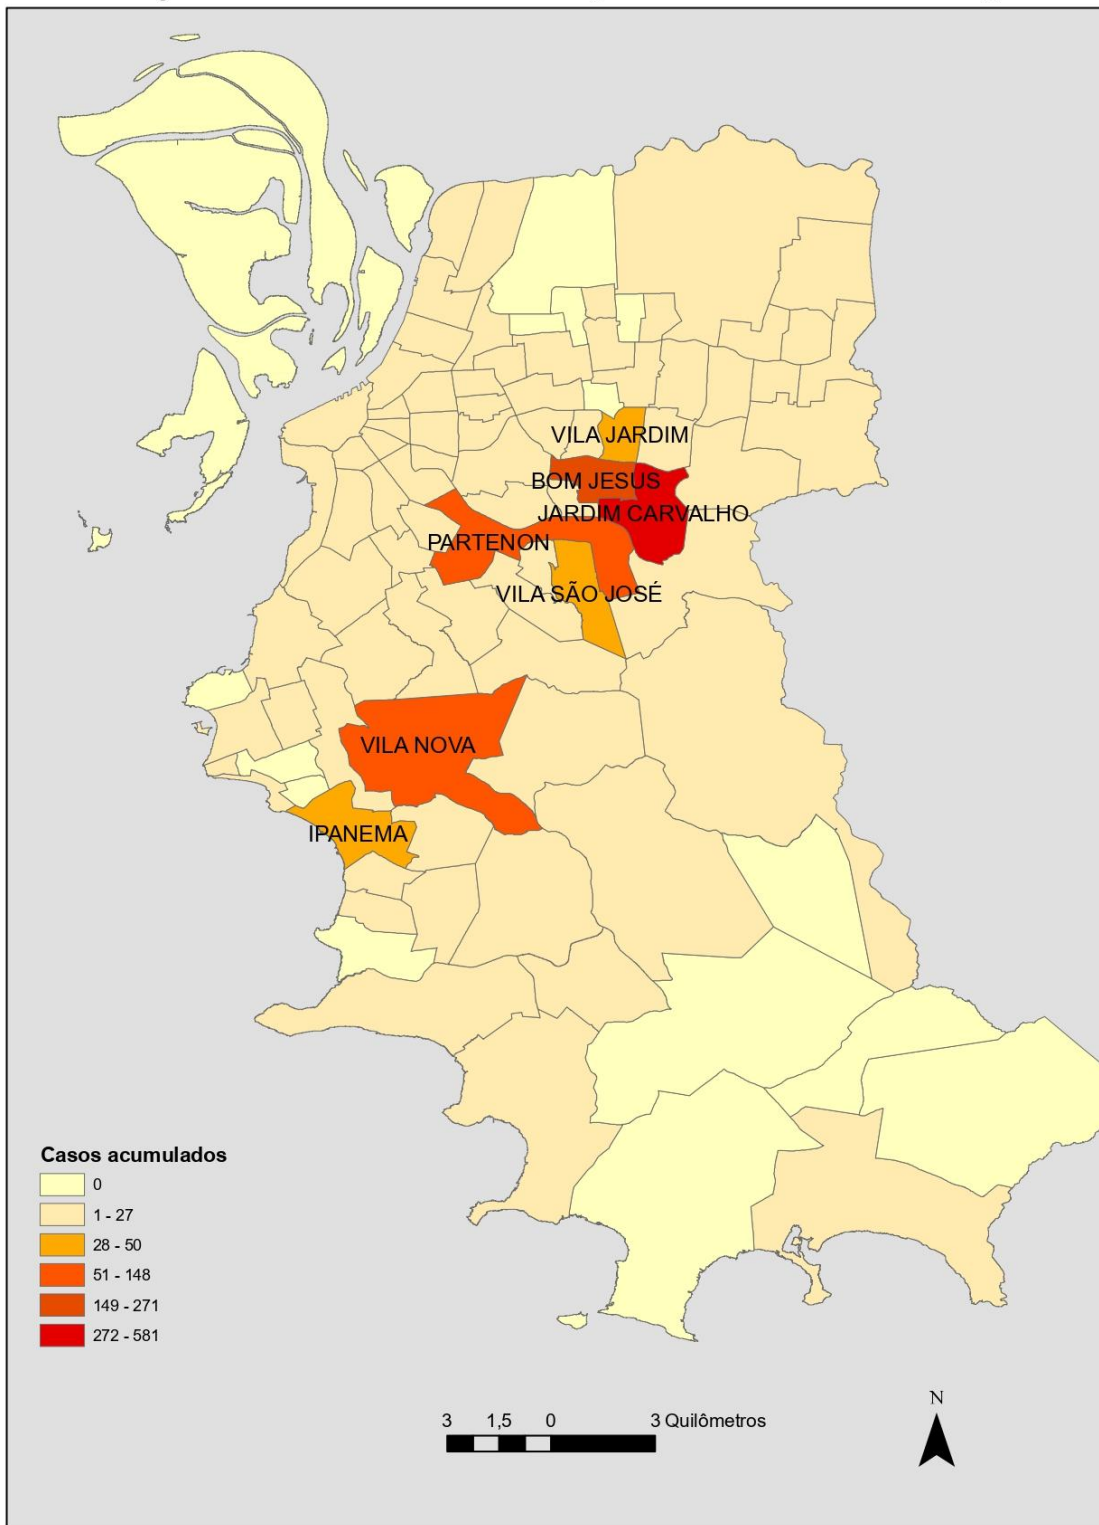 VILA JARDIM
BOM JESUS
JARDIM CARVALHO
PARTENON
VILA SÃO JOSÉ
VILA NOVA
IPANEMA
Casos acumulados
0
1 - 27
28 - 50
51 - 148
149 - 271
272 - 581
3 1,5 0 3 Quilômetros
N